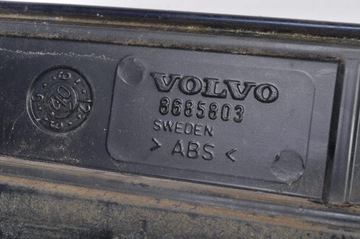 VOLVO
8685803
SWEDEN
> ABS <